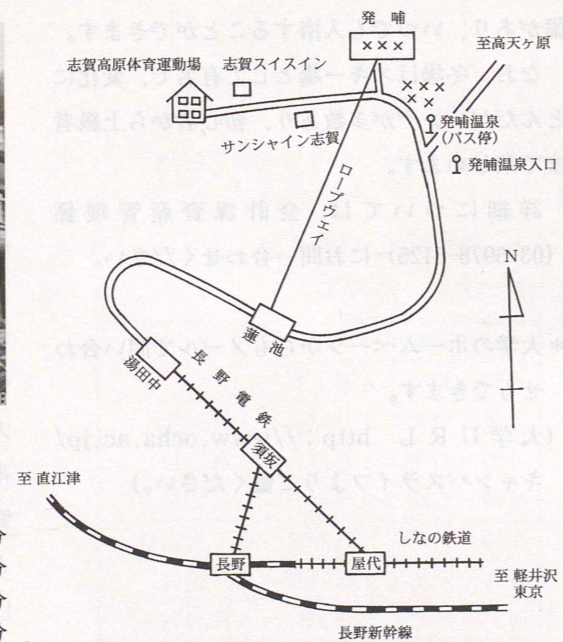 発　哺
×××
至高天ヶ原
志賀高原体育運動場
志賀スイスイン
サンシャイン志賀
発哺温泉
(バス停)
発哺温泉入口
ロープウェイ
N
蓮池
湯田中
長野電鉄
須坂
至 直江津
しなの鉄道
長野
屋代
至 軽井沢
東京
長野新幹線